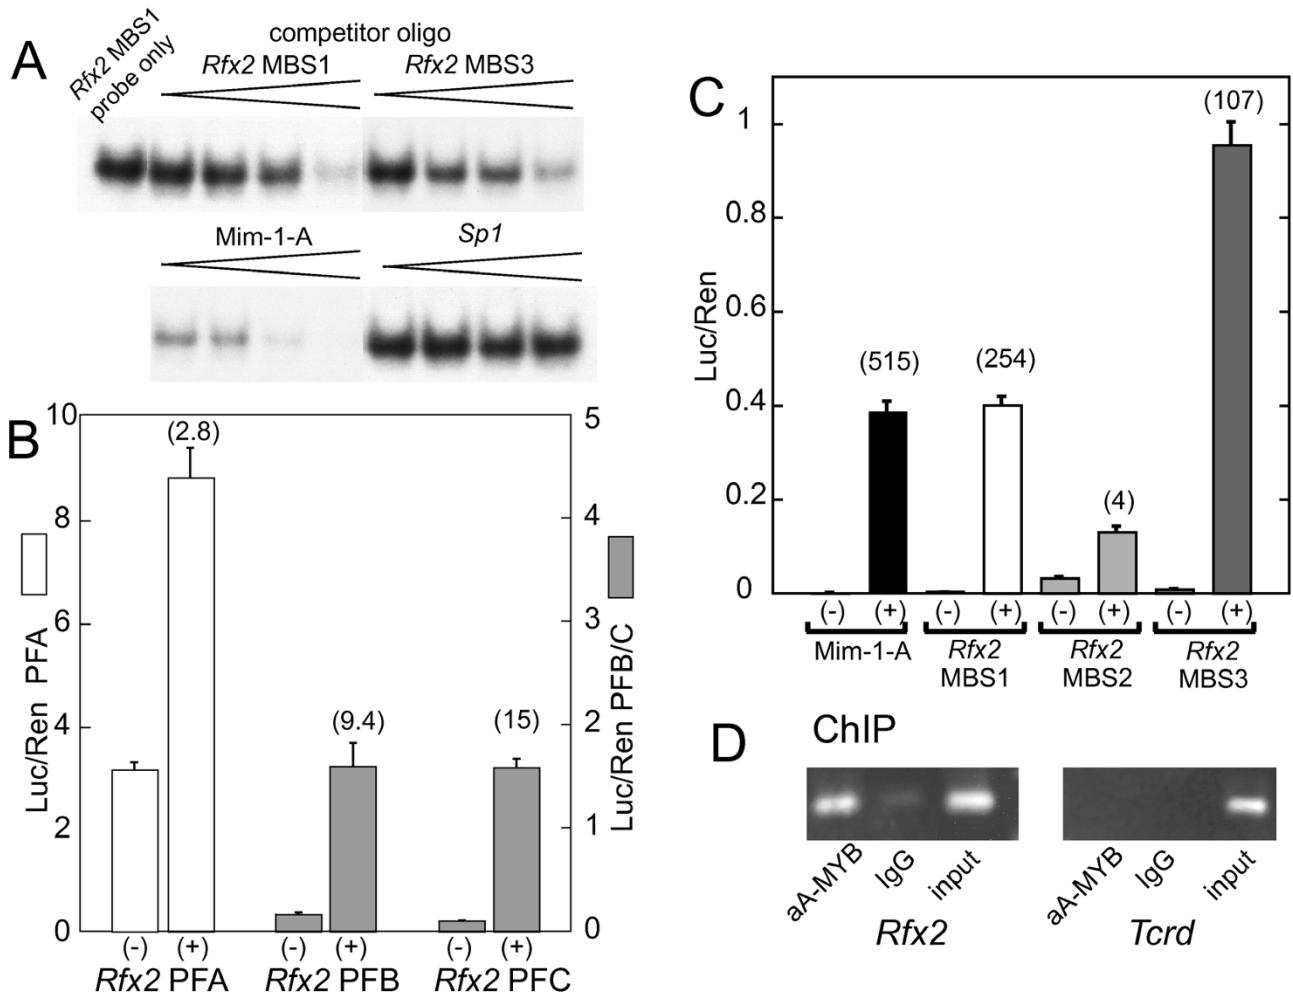 A
Rfx2 MBS1
probe only
competitor oligo
Rfx2 MBS1
Rfx2 MBS3
Mim-1-A
Sp1
B
10
8
6
4
2
0
Luc/Ren PFA
5
4
3
2
1
0
Luc/Ren PFB/C
(2.8)
(9.4)
(15)
(-) (+)
(-) (+)
(-) (+)
Rfx2 PFA
Rfx2 PFB
Rfx2 PFC
C
1
0.8
0.6
0.4
0.2
0
Luc/Ren
(515)
(254)
(4)
(107)
(-) (+)
(-) (+)
(-) (+)
(-) (+)
Mim-1-A
Rfx2
MBS1
Rfx2
MBS2
Rfx2
MBS3
D
ChIP
aA-MYB
IgG
input
Rfx2
aA-MYB
IgG
input
Tcrd